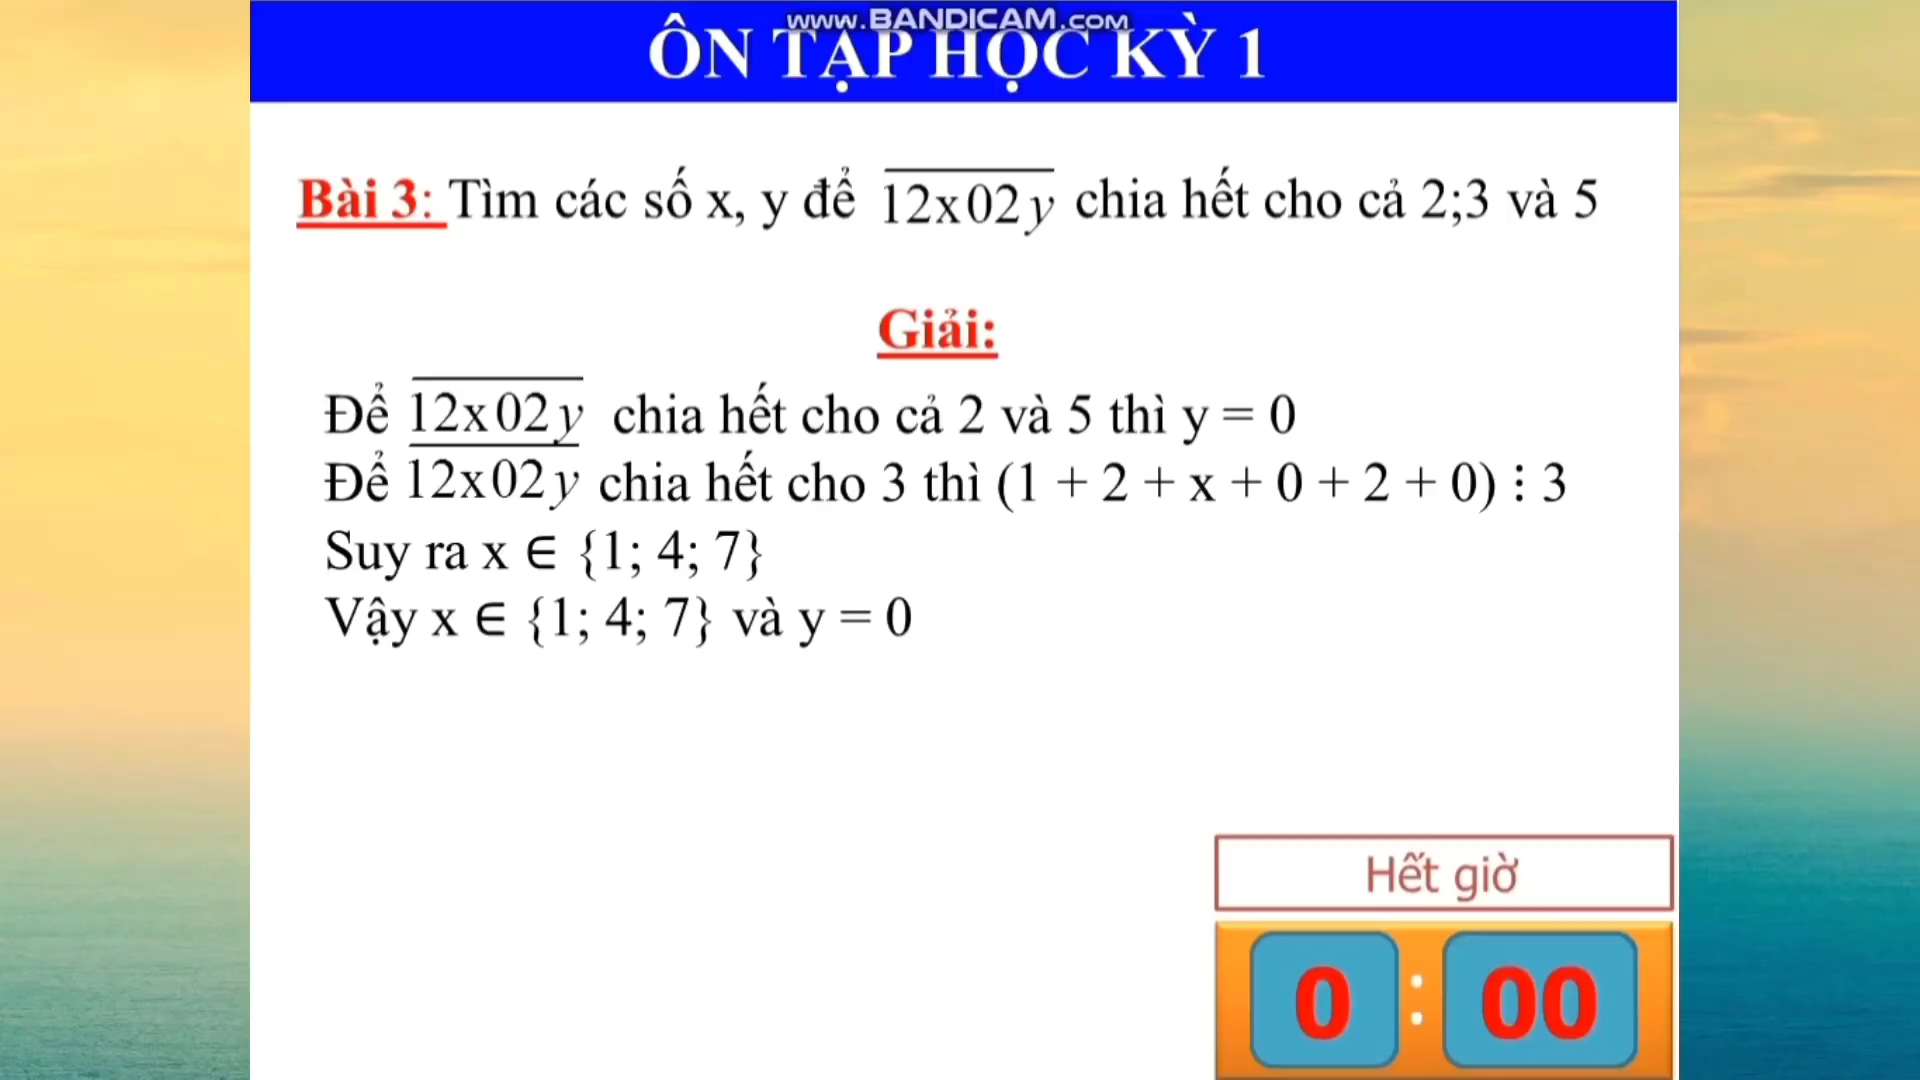 www.BANDICAM.com
ÔN TẬP HỌC KỲ 1
Bài 3: Tìm các số x, y để 12x02y chia hết cho cả 2;3 và 5
Giải:
Để 12x02y chia hết cho cả 2 và 5 thì y = 0
Để 12x02y chia hết cho 3 thì (1 + 2 + x + 0 + 2 + 0) ⋮ 3
Suy ra x ∈ {1; 4; 7}
Vậy x ∈ {1; 4; 7} và y = 0
Hết giờ
0 : 00